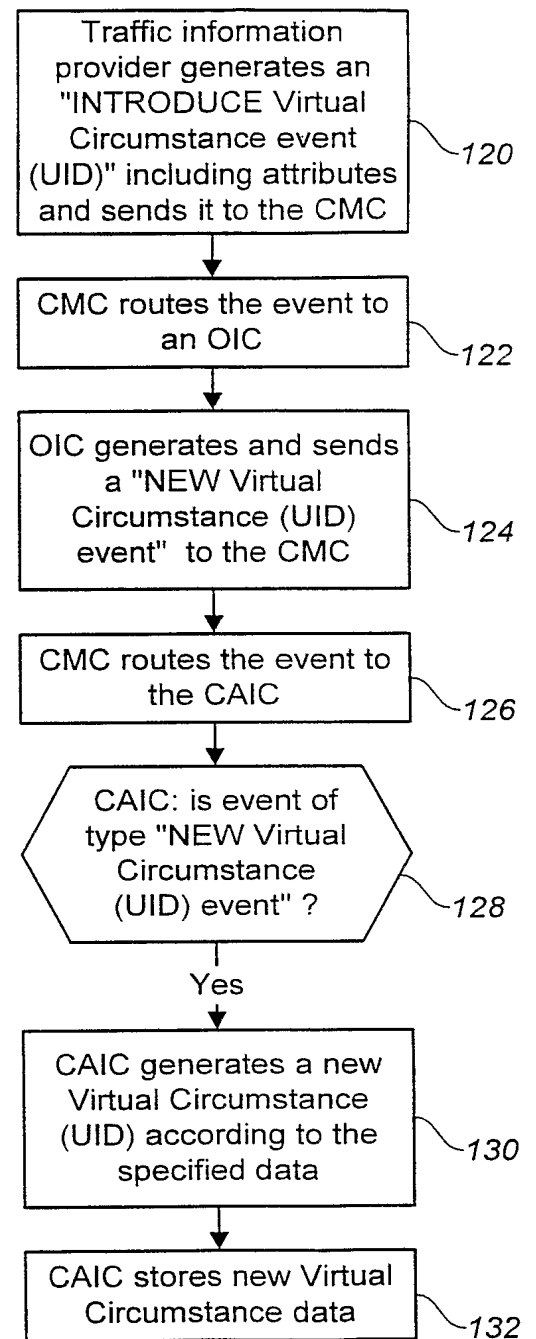 Traffic information
provider generates an
"INTRODUCE Virtual
Circumstance event
(UID)" including attributes
and sends it to the CMC
120
CMC routes the event to
an OIC
122
OIC generates and sends
a "NEW Virtual
Circumstance (UID)
event" to the CMC
124
CMC routes the event to
the CAIC
126
CAIC: is event of
type "NEW Virtual
Circumstance
(UID) event" ?
128
Yes
CAIC generates a new
Virtual Circumstance
(UID) according to the
specified data
130
CAIC stores new Virtual
Circumstance data
132